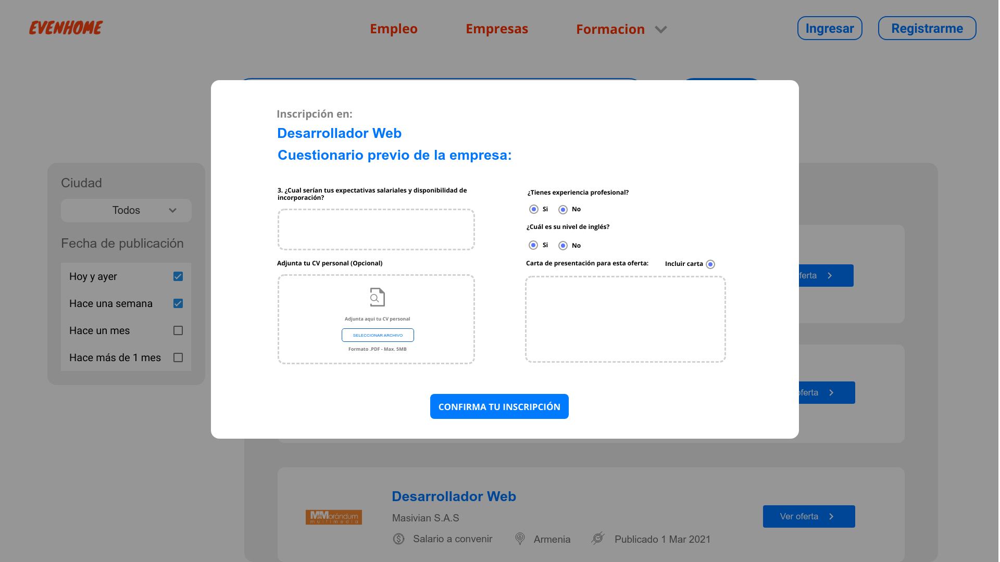 EVENHOME
Empleo
Empresas
Formacion
Ingresar
Registrarme
Inscripción en:
Desarrollador Web
Cuestionario previo de la empresa:
Ciudad
Todos
Fecha de publicación
Hoy y ayer
Hace una semana
Hace un mes
Hace más de 1 mes
3. ¿Cual serían tus expectativas salariales y disponibilidad de
incorporación?
¿Tienes experiencia profesional?
Si No
¿Cuál es su nivel de inglés?
Si No
Adjunta tu CV personal (Opcional)
Carta de presentación para esta oferta: Incluir carta
Adjunta aqui tu CV personal
SELECCIONAR ARCHIVO
Formato .PDF - Max. 5MB
CONFIRMA TU INSCRIPCIÓN
oferta
Desarrollador Web
MMorándum
multimedia
Masivian S.A.S
Salario a convenir
Armenia
Publicado 1 Mar 2021
Ver oferta